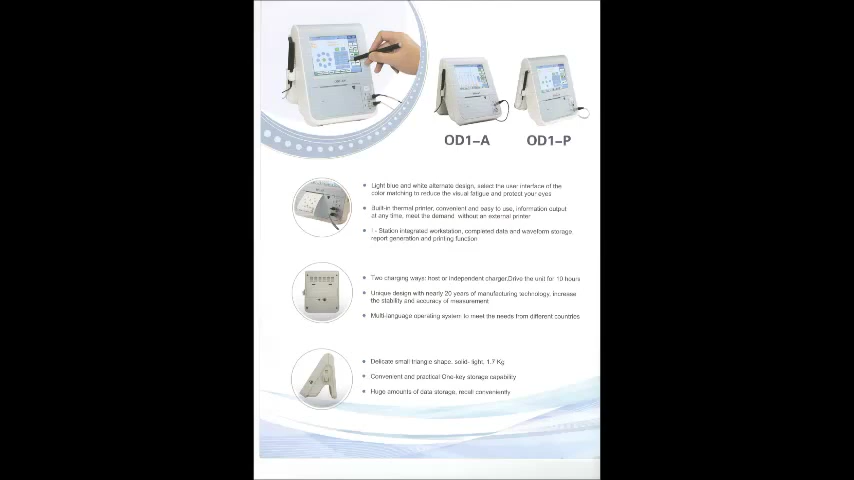 OD1-A
OD1-P
Light blue and white alternate design, select the user interface of the
color matching to reduce the visual fatigue and protect your eyes
Built-in thermal printer, convenient and easy to use, information output
at any time, meet the demand without an external printer
Station integrated workstation, completed data and waveform storage
report generation and printing function
Two charging ways: host or independent charger,Drive the unit for 10 hours
Unique design with nearly 20 years of manufacturing technology, increase
the stability and accuracy of measurement
Multi-language operating system to meet the needs from different countries
Delicate small triangle shape, solid- light, 1.7 Kg
Convenient and practical One-key storage capability
Huge amounts of data storage, recall conveniently